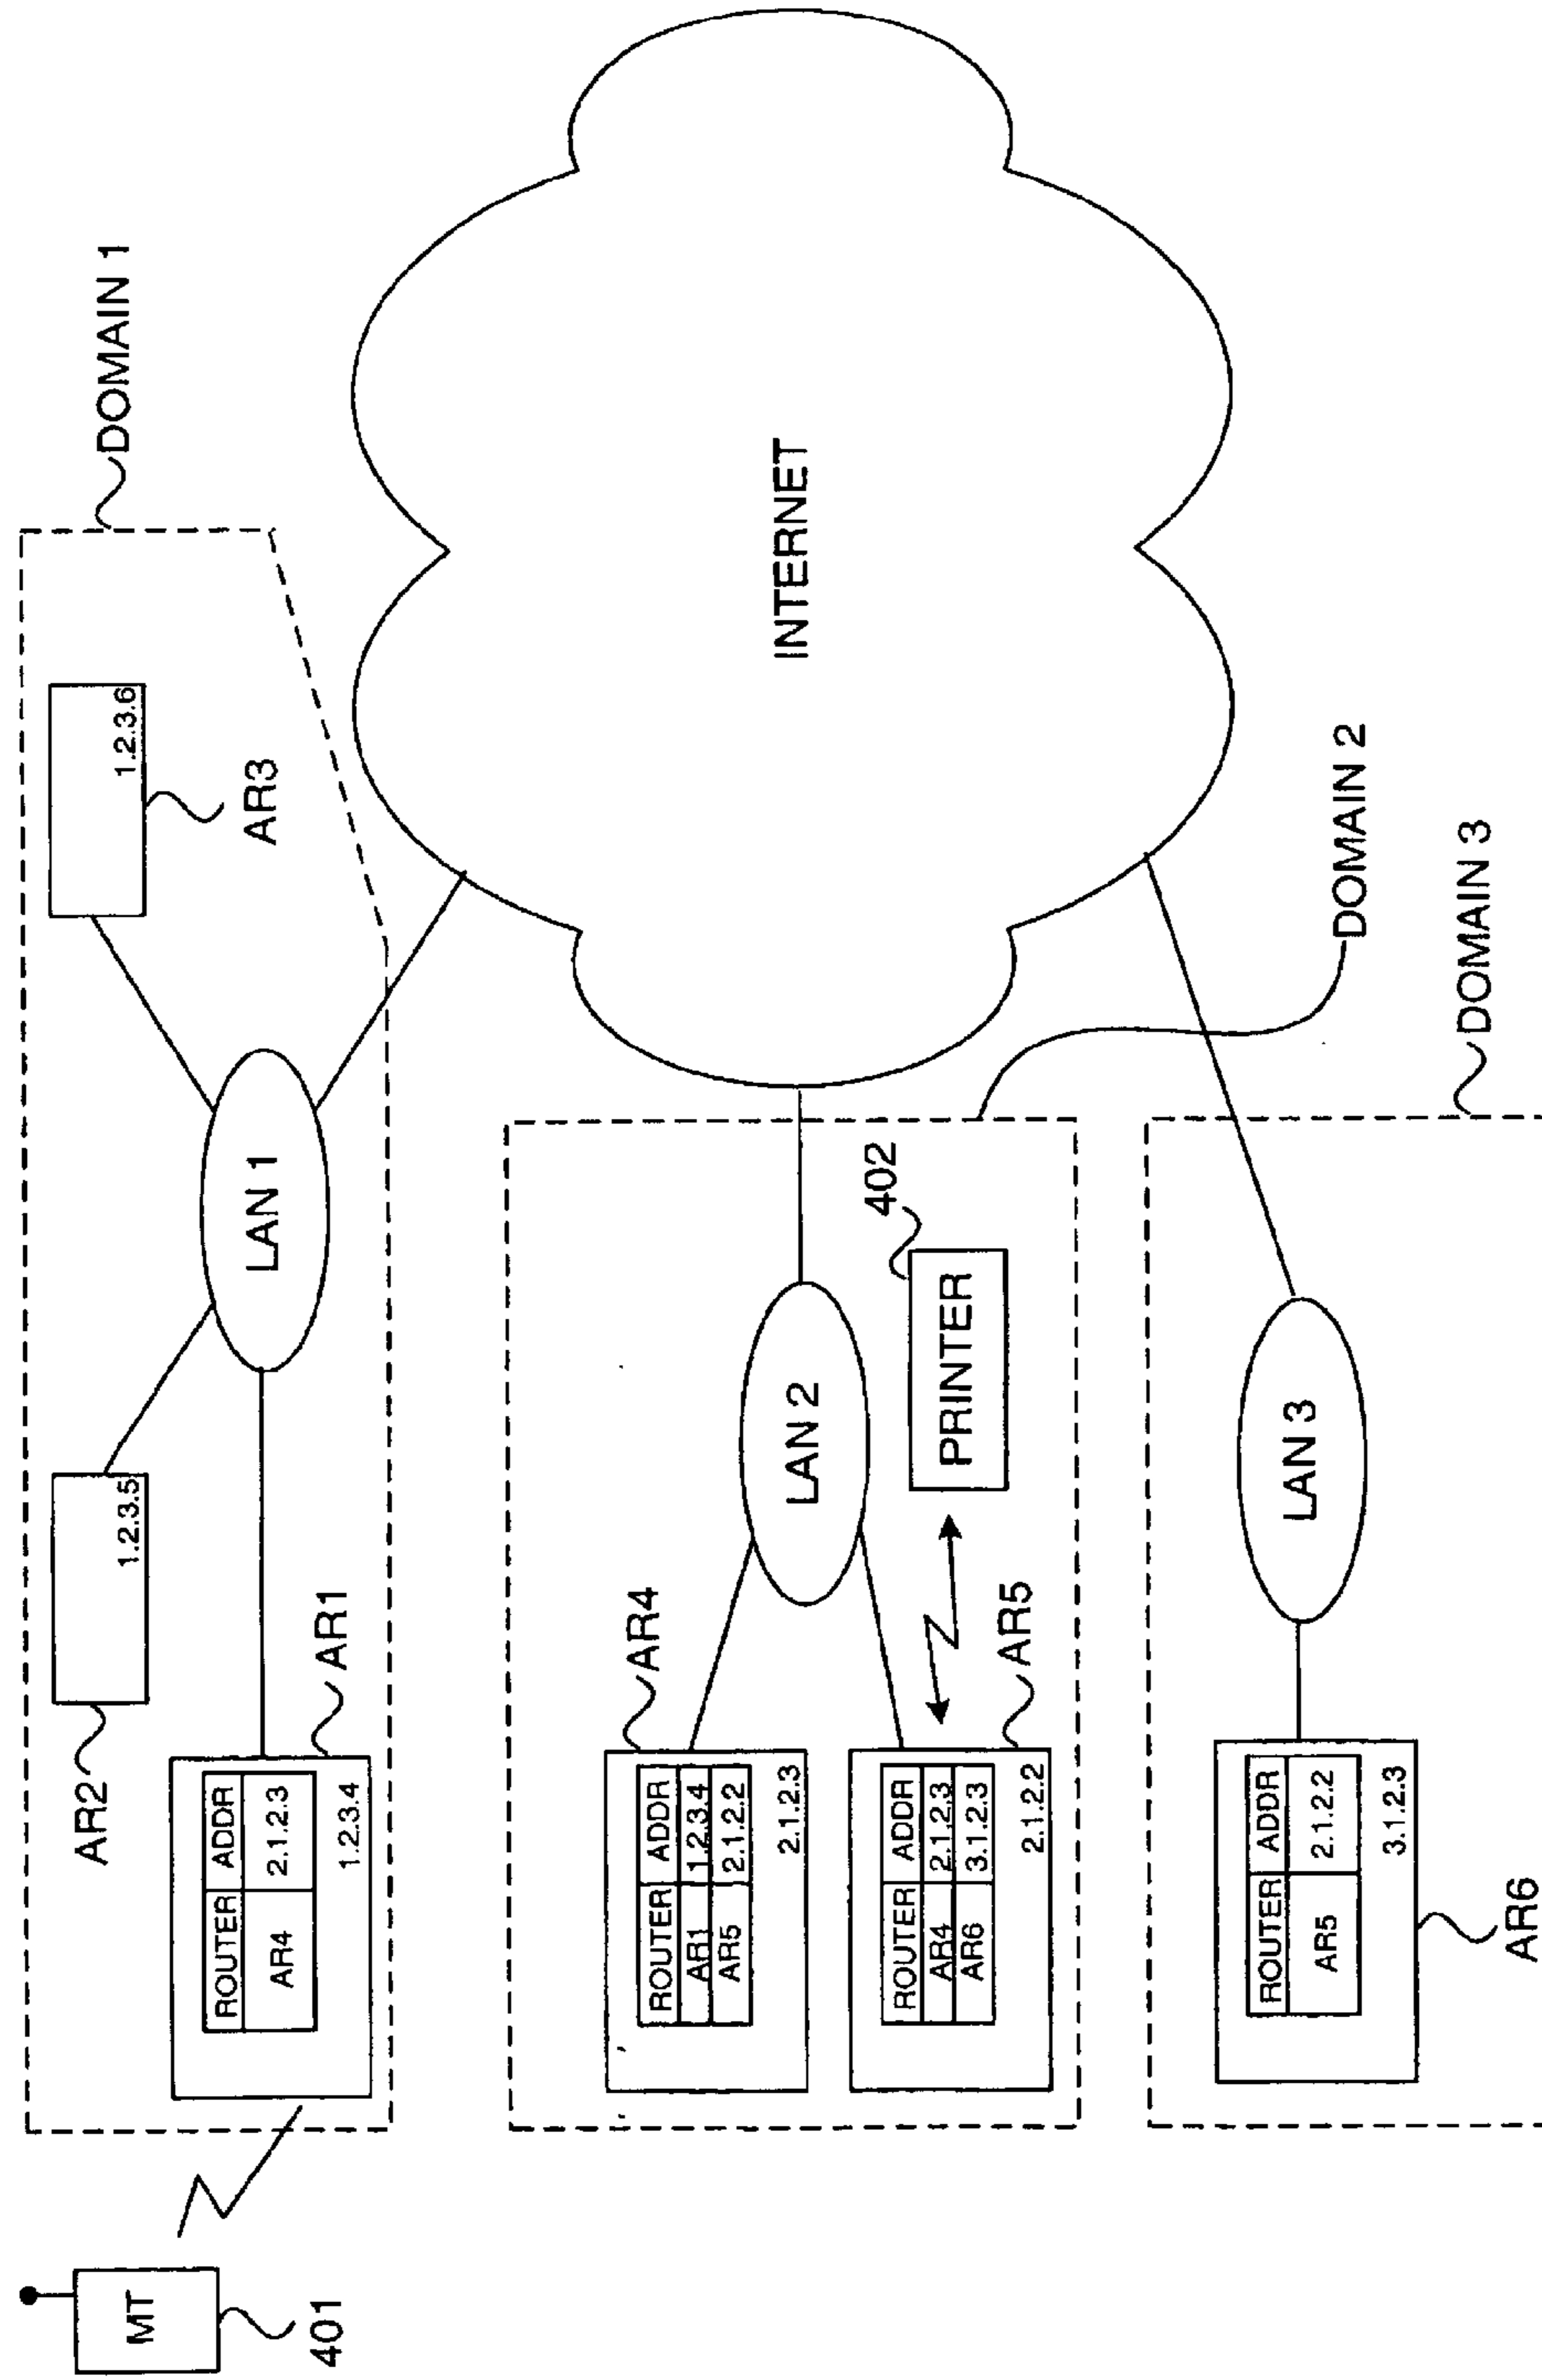 DOMAIN 1
AR2
1.2.3.5
AR3
1.2.3.6
LAN 1
AR1
ROUTER ADDR
AR4 2.1.2.3
1.2.3.4
MT
401
INTERNET
AR4
ROUTER ADDR
AR1 1.2.3.4
AR5 2.1.2.2
2.1.2.3
LAN 2
402
PRINTER
AR5
ROUTER ADDR
AR4 2.1.2.3
AR6 3.1.2.3
2.1.2.2
DOMAIN 2
DOMAIN 3
LAN 3
ROUTER ADDR
AR5 2.1.2.2
3.1.2.3
AR6